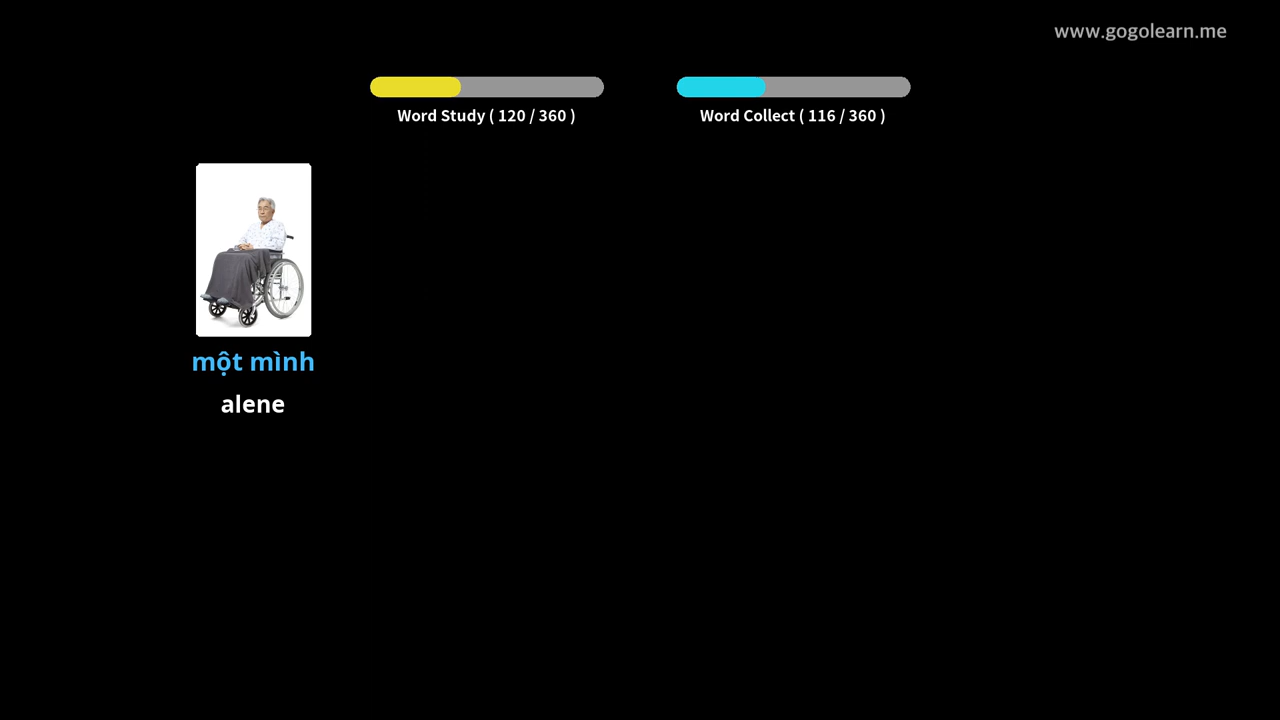 www.gogolearn.me
Word Study ( 120 / 360 )
Word Collect ( 116 / 360 )
một mình
alene